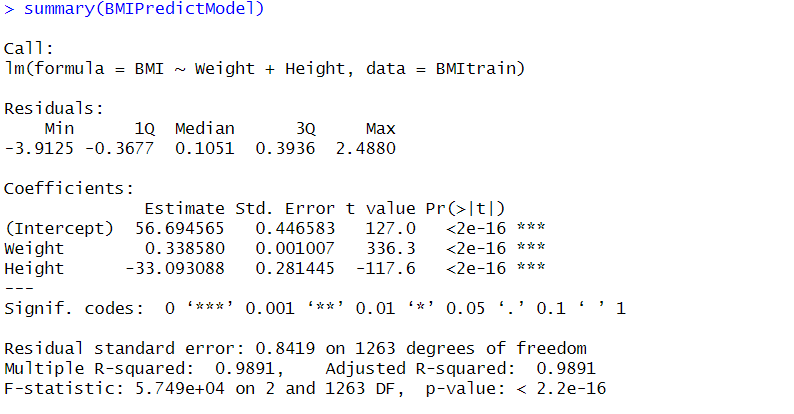 > summary(BMIPredictModel)
Call:
lm(formula = BMI ~ Weight + Height, data = BMItrain)
Residuals:
    Min      1Q  Median      3Q     Max
-3.9125 -0.3677  0.1051  0.3936  2.4880
Coefficients:
              Estimate Std. Error t value Pr(>|t|)
(Intercept)  56.694565   0.446583   127.0   <2e-16 ***
Weight        0.338580   0.001007   336.3   <2e-16 ***
Height      -33.093088   0.281445  -117.6   <2e-16 ***
---
Signif. codes:  0 ‘***’ 0.001 ‘**’ 0.01 ‘*’ 0.05 ‘.’ 0.1 ‘ ’ 1
Residual standard error: 0.8419 on 1263 degrees of freedom
Multiple R-squared:  0.9891,    Adjusted R-squared:  0.9891
F-statistic: 5.749e+04 on 2 and 1263 DF,  p-value: < 2.2e-16